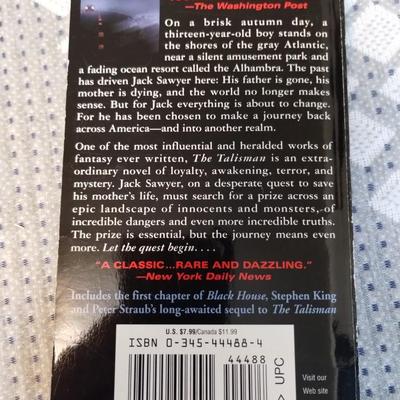 —The Washington Post
On a brisk autumn day, a
thirteen-year-old boy stands on
the shores of the gray Atlantic,
near a silent amusement park and
a fading ocean resort called the Alhambra. The past
has driven Jack Sawyer here: His father is gone, his
mother is dying, and the world no longer makes
sense. But for Jack everything is about to change.
For he has been chosen to make a journey back
across America—and into another realm.
One of the most influential and heralded works of
fantasy ever written, The Talisman is an extra-
ordinary novel of loyalty, awakening, terror, and
mystery. Jack Sawyer, on a desperate quest to save
his mother's life, must search for a prize across an
epic landscape of innocents and monsters, of
incredible dangers and even more incredible truths.
The prize is essential, but the journey means even
more. Let the quest begin. . . .
"A CLASSIC...RARE AND DAZZLING."
—New York Daily News
Includes the first chapter of Black House, Stephen King
and Peter Straub's long-awaited sequel to The Talisman
U.S. $7.99/Canada $11.99
ISBN 0-345-44488-4
44488
> UPC
Visit our
Web site